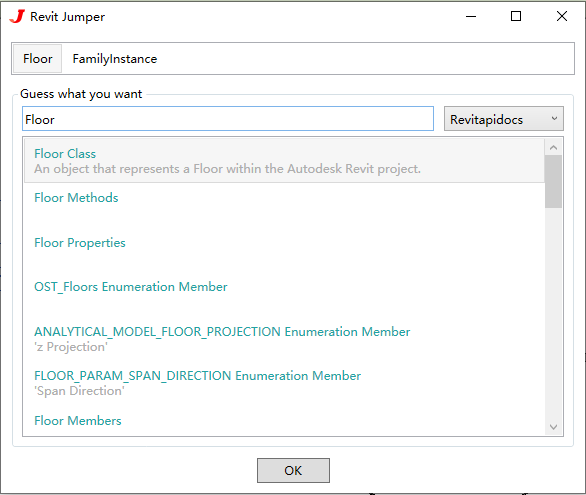 Revit Jumper
Floor FamilyInstance
Guess what you want
Floor Revitapidocs
Floor Class
An object that represents a Floor within the Autodesk Revit project.
Floor Methods
Floor Properties
OST_Floors Enumeration Member
ANALYTICAL_MODEL_FLOOR_PROJECTION Enumeration Member
'z Projection'
FLOOR_PARAM_SPAN_DIRECTION Enumeration Member
'Span Direction'
Floor Members
OK